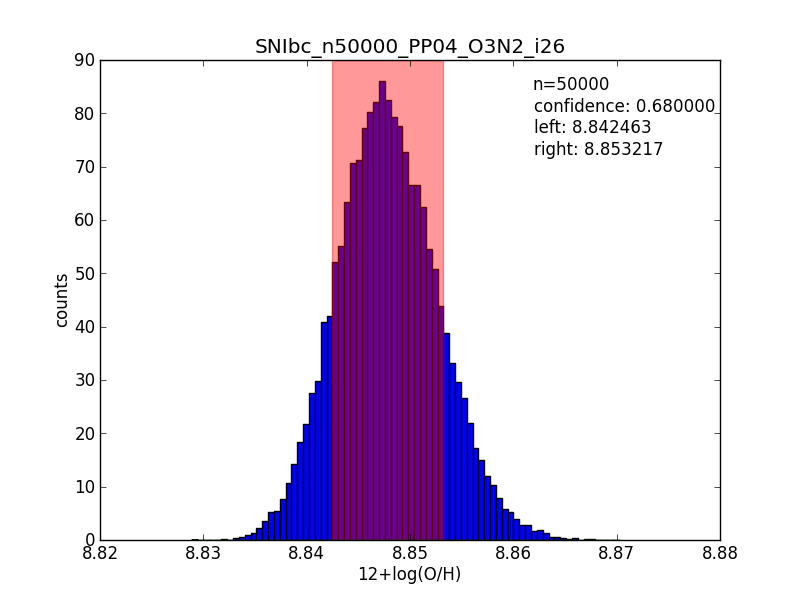 SNIbc_n50000_PP04_O3N2_i26
90
80
70
60
50
40
30
20
10
0
counts
n=50000
confidence: 0.680000
left: 8.842463
right: 8.853217
8.82 8.83 8.84 8.85 8.86 8.87 8.88
12+log(O/H)